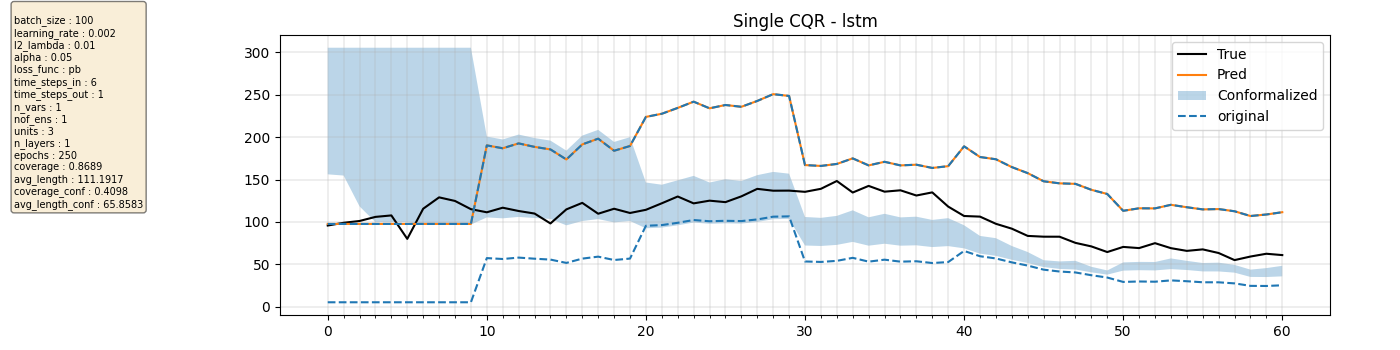 batch_size : 100
learning_rate : 0.002
l2_lambda : 0.01
alpha : 0.05
loss_func : pb
time_steps_in : 6
time_steps_out : 1
n_vars : 1
nof_ens : 1
units : 3
n_layers : 1
epochs : 250
coverage : 0.8689
avg_length : 111.1917
coverage_conf : 0.4098
avg_length_conf : 65.8583
Single CQR - lstm
300
250
200
150
100
50
0
True
Pred
Conformalized
original
0 10 20 30 40 50 60